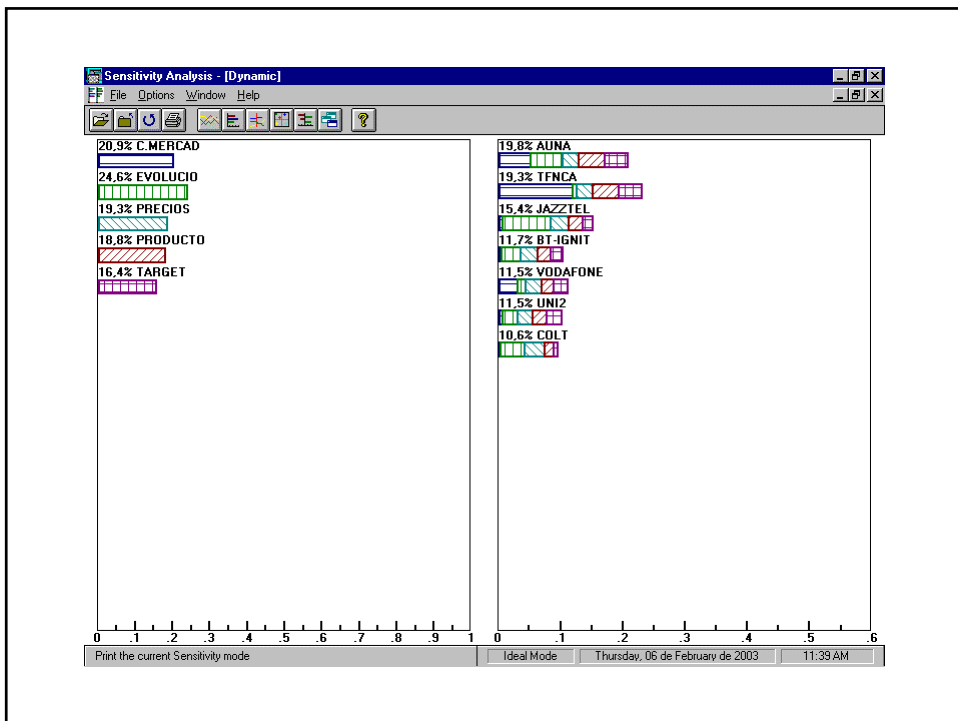 Sensitivity Analysis - [Dynamic]
File Options Window Help
20,9% C.MERCAD
24,6% EVOLUCIO
19,3% PRECIOS
18,8% PRODUCTO
16,4% TARGET
0 .1 .2 .3 .4 .5 .6 .7 .8 .9 1
19,8% AUNA
19,3% TFNCA
15,4% JAZZTEL
11,7% BT-IGNIT
11,5% VODAFONE
11,5% UNI2
10,6% COLT
0 .1 .2 .3 .4 .5 .6
Print the current Sensitivity mode Ideal Mode Thursday, 06 de February de 2003 11:39 AM